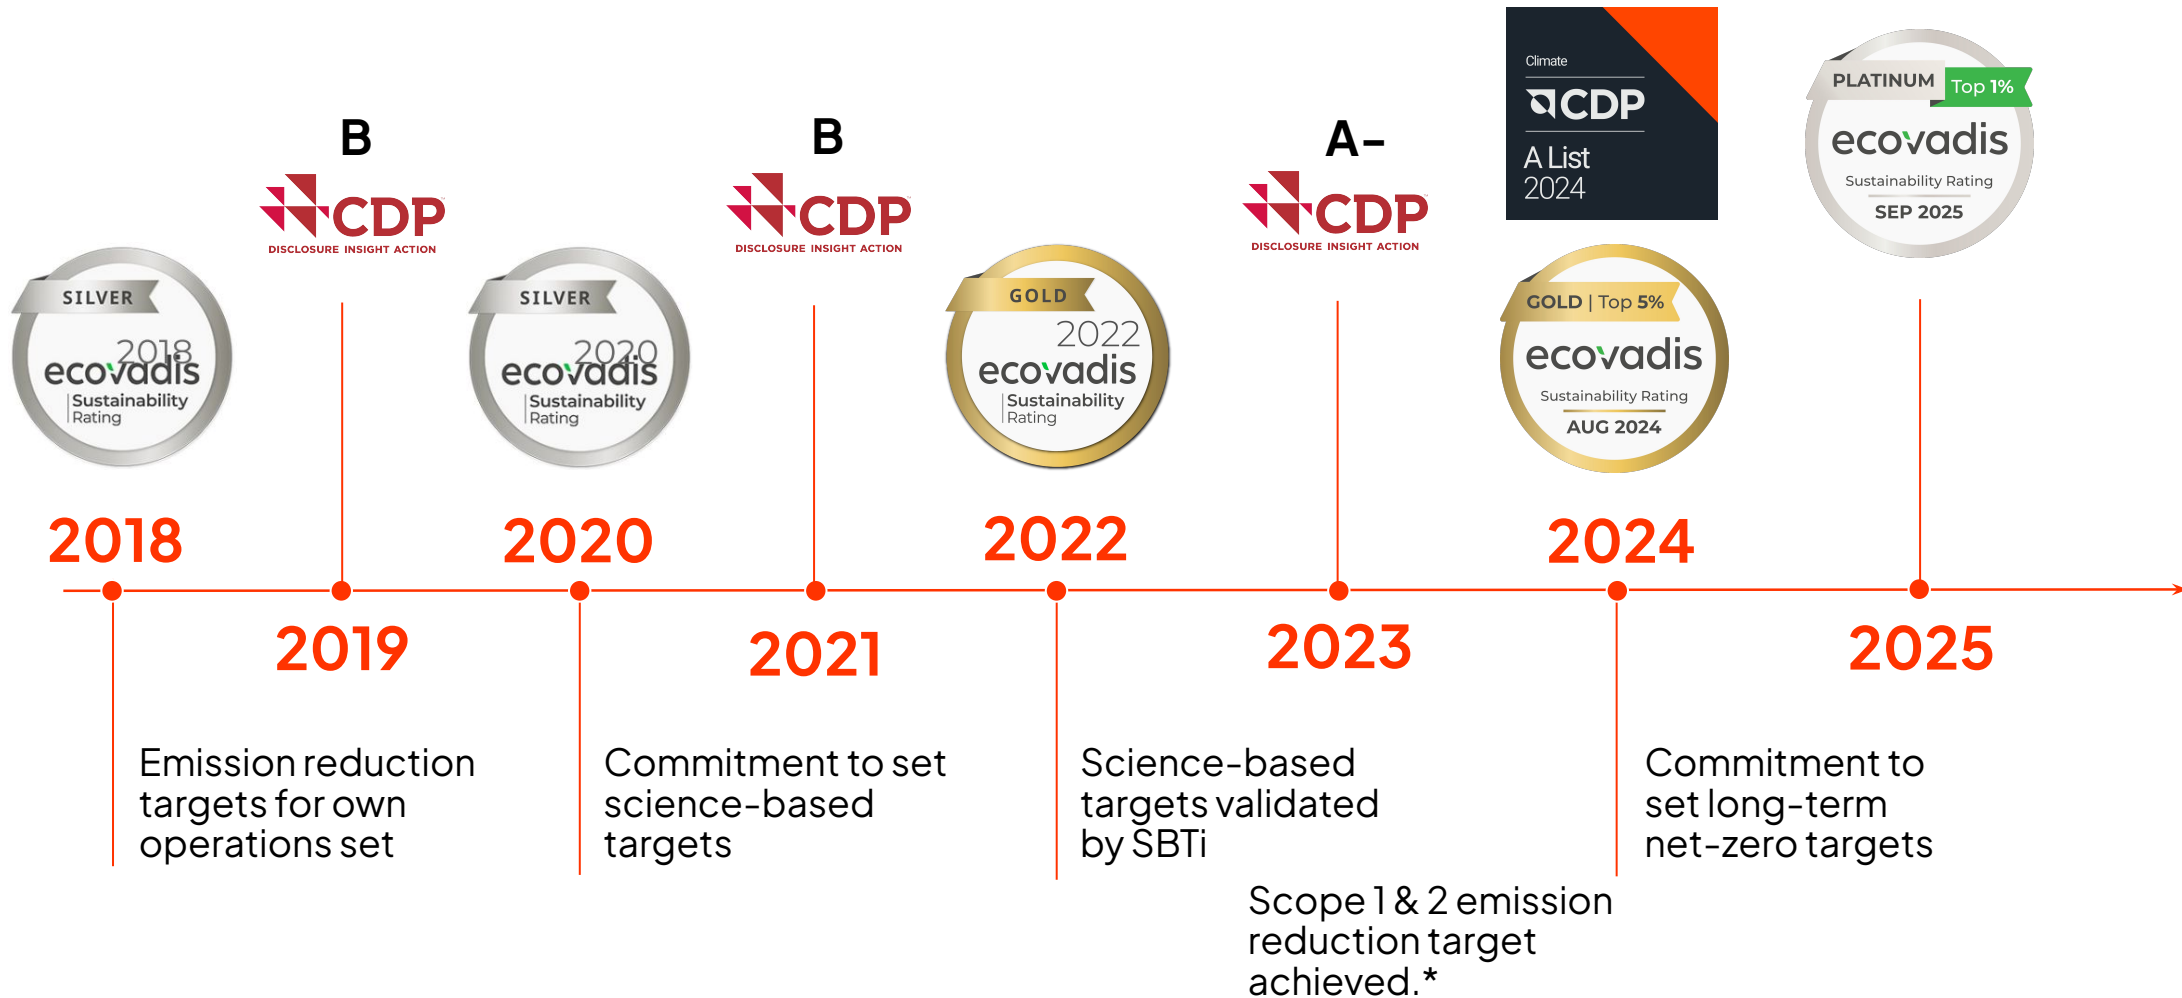 B
CDP
DISCLOSURE INSIGHT ACTION
B
CDP
DISCLOSURE INSIGHT ACTION
A-
CDP
DISCLOSURE INSIGHT ACTION
Climate
CDP
A List
2024
PLATINUM Top 1%
ecovadis
Sustainability Rating
SEP 2025
SILVER
2018
ecovadis
Sustainability
Rating
SILVER
2020
ecovadis
Sustainability
Rating
GOLD
2022
ecovadis
Sustainability
Rating
GOLD | Top 5%
ecovadis
Sustainability Rating
AUG 2024
2018
2019
2020
2021
2022
2023
2024
2025
Emission reduction
targets for own
operations set
Commitment to set
science-based
targets
Science-based
targets validated
by SBTi
Scope 1 & 2 emission
reduction target
achieved.*
Commitment to
set long-term
net-zero targets